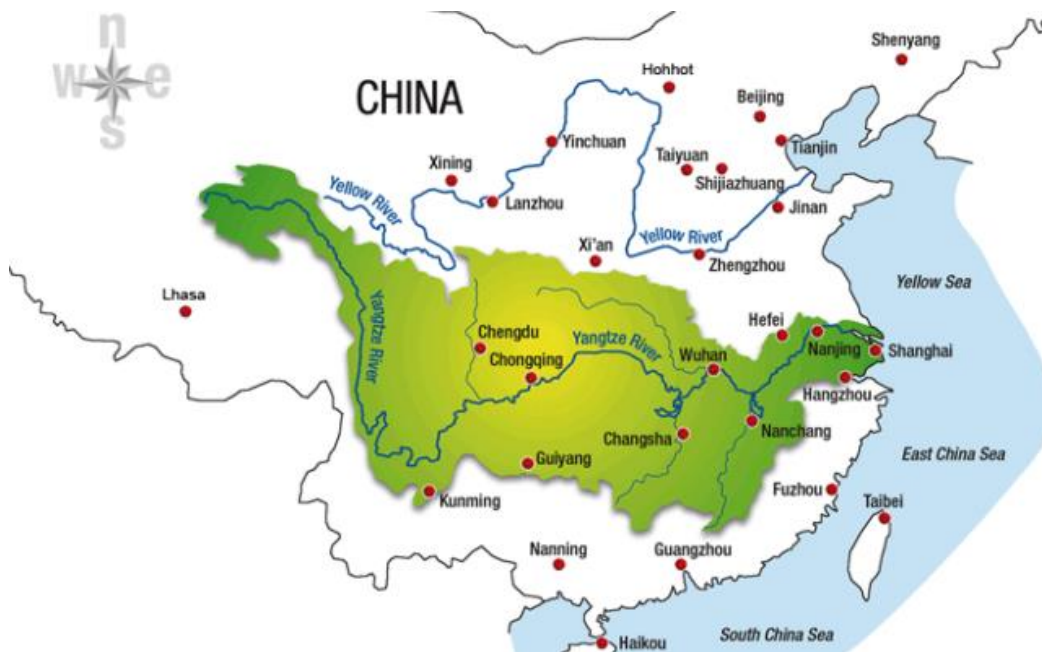 n
w e
s
CHINA
Shenyang
Hohhot
Beijing
Tianjin
Yinchuan
Taiyuan
Shijiazhuang
Xining
Lanzhou
Jinan
Yellow River
Yellow River
Xi'an
Zhengzhou
Yellow Sea
Lhasa
Yangtze River
Chengdu
Chongqing
Yangtze River
Wuhan
Hefei
Nanjing
Shanghai
Hangzhou
Changsha
Nanchang
Guiyang
Kunming
East China Sea
Fuzhou
Taibei
Nanning
Guangzhou
Haikou
South China Sea